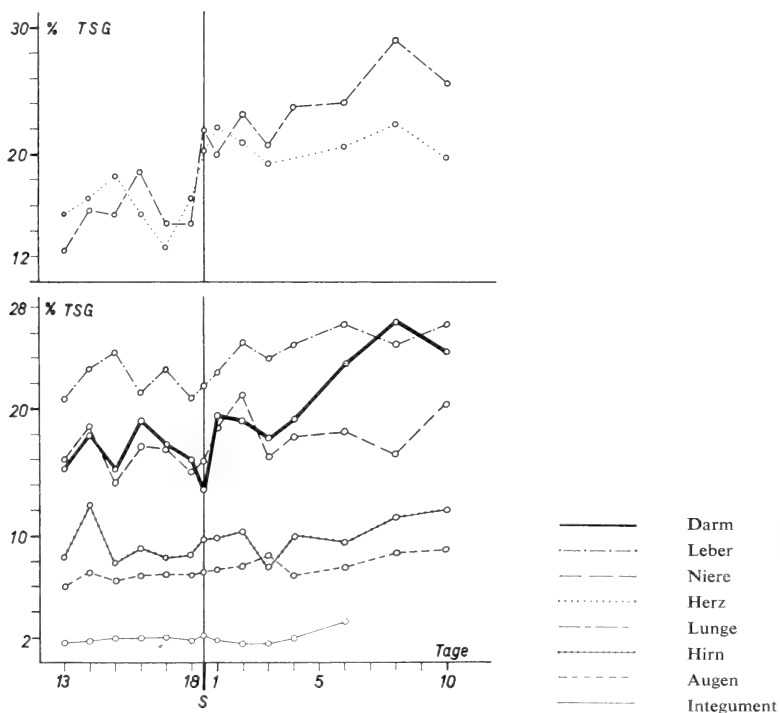 30
% TSG
20
12
28
% TSG
20
10
2
Tage
13 18 1 5 10
S
Darm
Leber
Niere
Herz
Lunge
Hirn
Augen
Integument